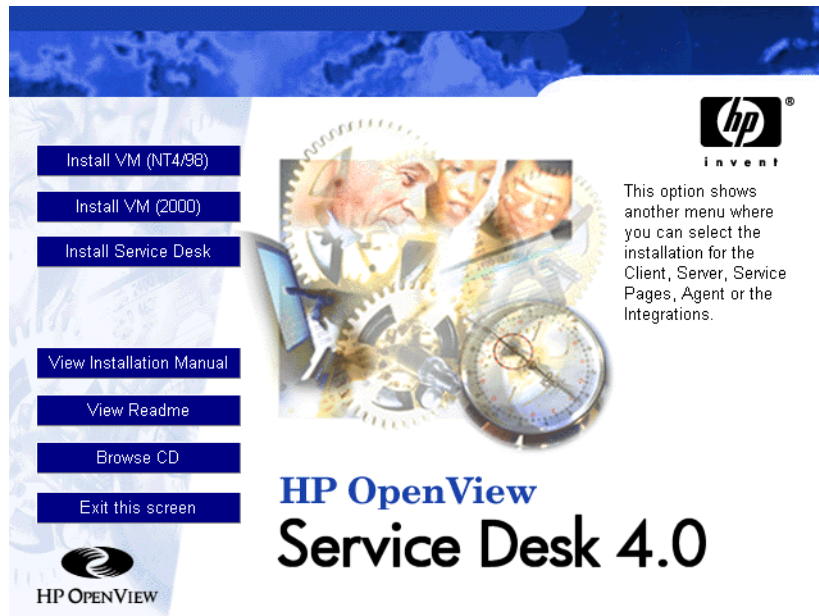 hp®
invent
Install VM (NT4/98)
Install VM (2000)
Install Service Desk
This option shows
another menu where
you can select the
installation for the
Client, Server, Service
Pages, Agent or the
Integrations.
View Installation Manual
View Readme
Browse CD
Exit this screen
HP OpenView
Service Desk 4.0
HP OPENVIEW